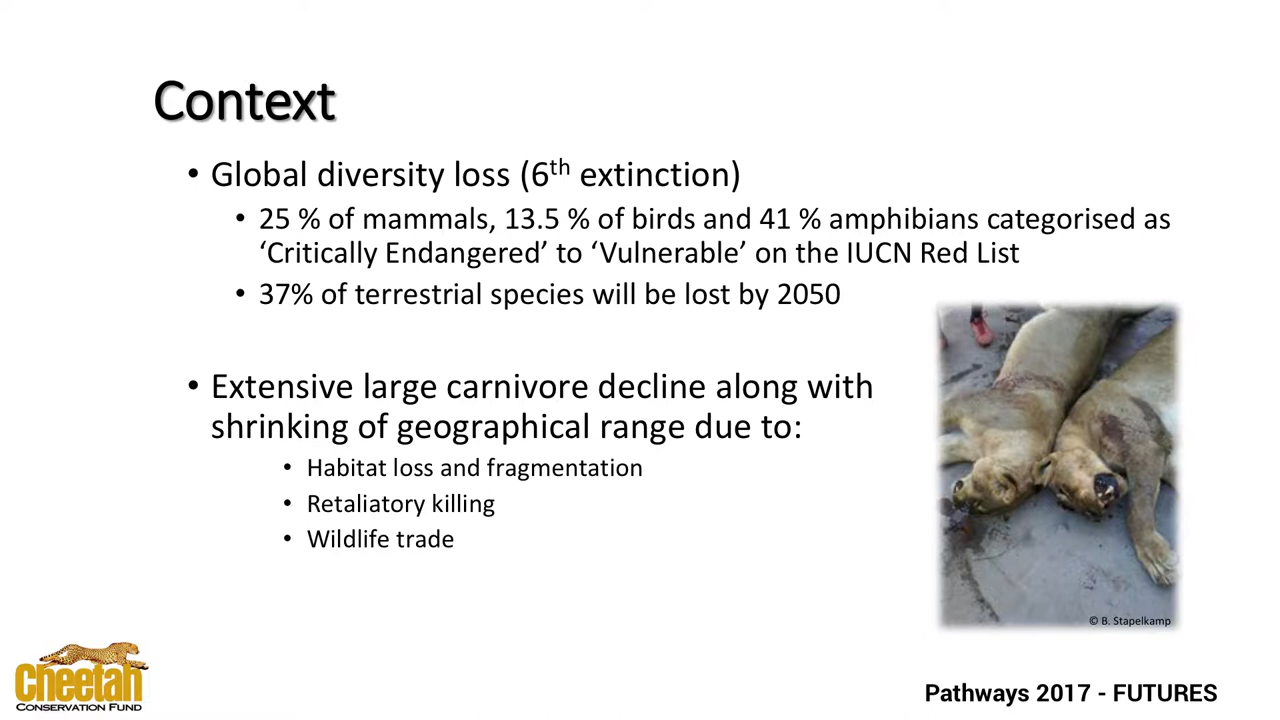 Context
• Global diversity loss (6th extinction)
• 25 % of mammals, 13.5 % of birds and 41 % amphibians categorised as
‘Critically Endangered’ to ‘Vulnerable’ on the IUCN Red List
• 37% of terrestrial species will be lost by 2050
• Extensive large carnivore decline along with
shrinking of geographical range due to:
• Habitat loss and fragmentation
• Retaliatory killing
• Wildlife trade
© B. Stapelkamp
Cheetah
CONSERVATION FUND
Pathways 2017 - FUTURES